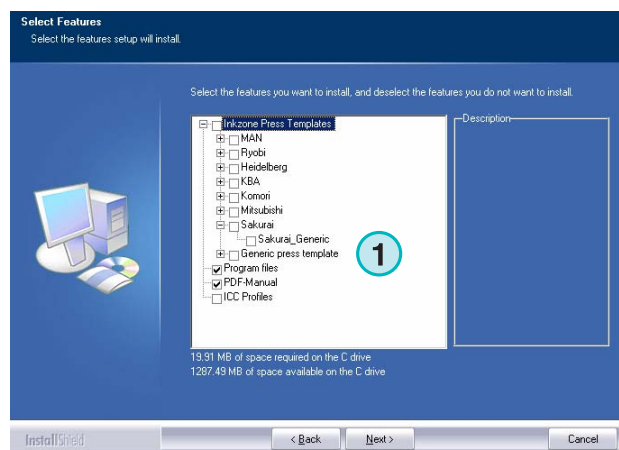 Select Features
Select the features setup will install.
Select the features you want to install, and deselect the features you do not want to install.
Inkzone Press Templates
Description
MAN
Ryobi
Heidelberg
KBA
Komori
Mitsubishi
Sakurai
Sakurai_Generic
Generic press template
1
Program files
PDF-Manual
ICC Profiles
19.91 MB of space required on the C drive
1287.49 MB of space available on the C drive
InstallShield
< Back
Next >
Cancel